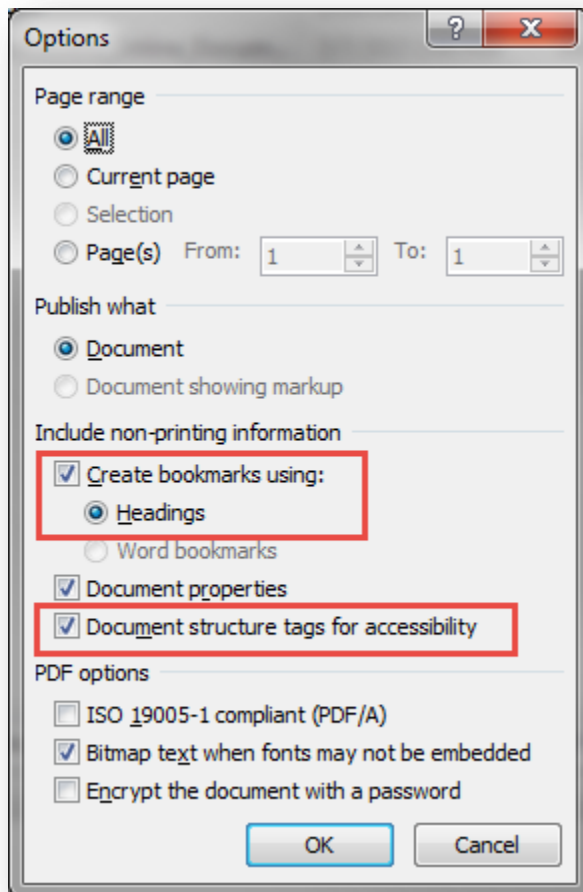 Options
Page range
All
Current page
Selection
Page(s) From: 1 To: 1
Publish what
Document
Document showing markup
Include non-printing information
Create bookmarks using:
Headings
Word bookmarks
Document properties
Document structure tags for accessibility
PDF options
ISO 19005-1 compliant (PDF/A)
Bitmap text when fonts may not be embedded
Encrypt the document with a password
OK Cancel